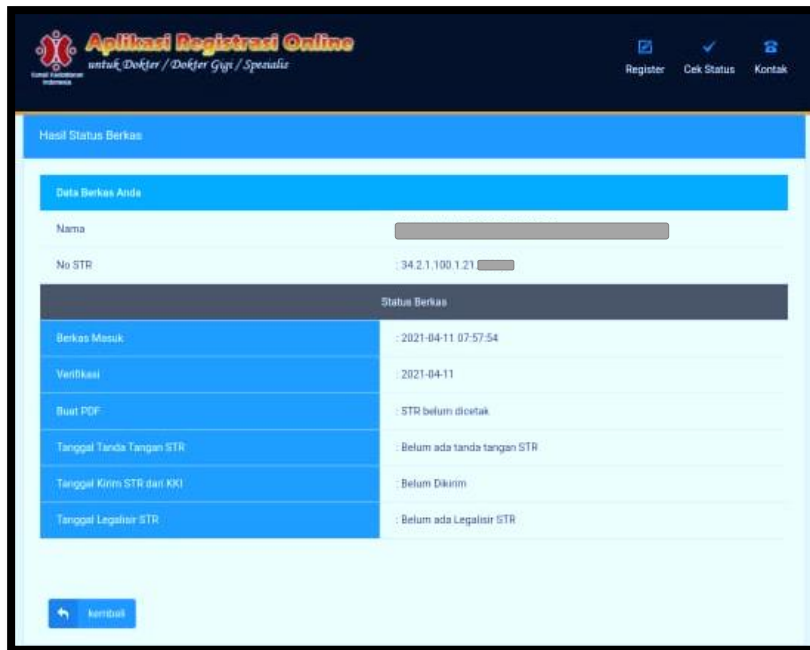 Aplikasi Registrasi Online
untuk Dokter / Dokter Gigi / Spesialis
Konsil Kedokteran
Indonesia
Register Cek Status Kontak
Hasil Status Berkas
Data Berkas Anda
Nama
No STR : 34.2.1.100.1.21.
Status Berkas
Berkas Masuk : 2021-04-11 07:57:54
Verifikasi : 2021-04-11
Buat PDF : STR belum dicetak
Tanggal Tanda Tangan STR : Belum ada tanda tangan STR
Tanggal Kirim STR dari KKI : Belum Dikirim
Tanggal Legalisir STR : Belum ada Legalisir STR
kembali